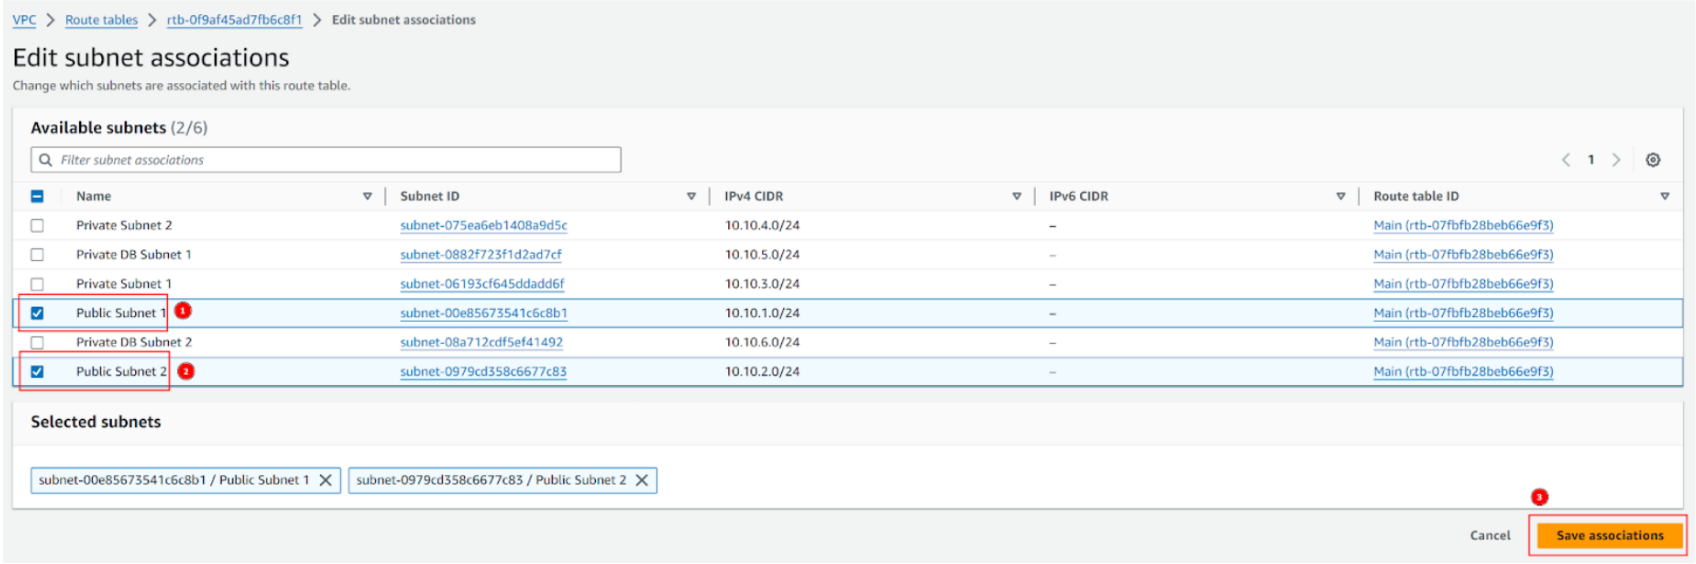 VPC > Route tables > rtb-0f9af45ad7fb6c8f1 > Edit subnet associations
Edit subnet associations
Change which subnets are associated with this route table.
Available subnets (2/6)
Filter subnet associations
< 1 >
Name Subnet ID IPv4 CIDR IPv6 CIDR Route table ID
Private Subnet 2 subnet-075ea6eb1408a9d5c 10.10.4.0/24 – Main (rtb-07fbfb28beb66e9f3)
Private DB Subnet 1 subnet-0882f723f1d2ad7cf 10.10.5.0/24 – Main (rtb-07fbfb28beb66e9f3)
Private Subnet 1 subnet-06193cf645ddadd6f 10.10.3.0/24 – Main (rtb-07fbfb28beb66e9f3)
Public Subnet 1 1 subnet-00e85673541c6c8b1 10.10.1.0/24 – Main (rtb-07fbfb28beb66e9f3)
Private DB Subnet 2 subnet-08a712cdf5ef41492 10.10.6.0/24 – Main (rtb-07fbfb28beb66e9f3)
Public Subnet 2 2 subnet-0979cd358c6677c83 10.10.2.0/24 – Main (rtb-07fbfb28beb66e9f3)
Selected subnets
subnet-00e85673541c6c8b1 / Public Subnet 1 subnet-0979cd358c6677c83 / Public Subnet 2
3
Cancel Save associations